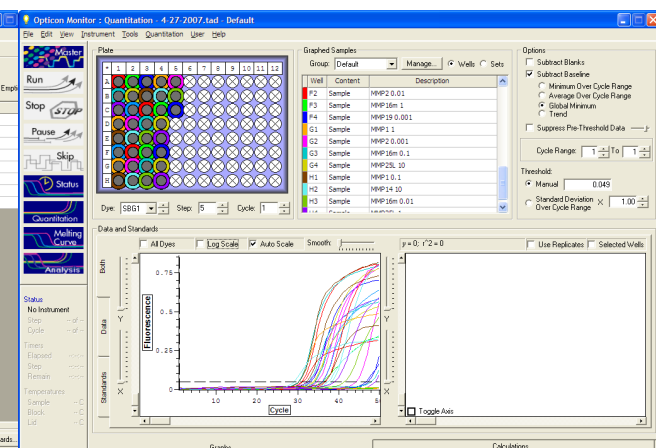 Opticon Monitor : Quantitation - 4-27-2007.tad - Default
File Edit View Instrument Tools Quantitation User Help
Master
Run
Stop
STOP
Pause
Skip
Status
Quantitation
Melting
Curve
Analysis
Status
No Instrument
Step - of -
Cycle - of -
Timers
Elapsed -:-:-
Step -:-:-
Remain -:-:-
Temperatures
Sample - C
Block - C
Lid - C
Plate
* 1 2 3 4 5 6 7 8 9 10 11 12
A
B
C
D
E
F
G
H
Dye: SBG1 Step: 5 Cycle: 1
Graphed Samples
Group: Default Manage... Wells Sets
Well Content Description
F2 Sample MMP2 0.01
F3 Sample MMP16m 1
F4 Sample MMP19 0.001
G1 Sample MMP1 1
G2 Sample MMP2 0.001
G3 Sample MMP16m 0.1
G4 Sample MMP25L 10
H1 Sample MMP1 0.1
H2 Sample MMP14 10
H3 Sample MMP16m 0.01
Options
Subtract Blanks
Subtract Baseline
Minimum Over Cycle Range
Average Over Cycle Range
Global Minimum
Trend
Suppress Pre-Threshold Data
Cycle Range: 1 To 1
Threshold:
Manual 0.049
Standard Deviation
Over Cycle Range X 1.00
Data and Standards
All Dyes Log Scale Auto Scale Smooth:
y = 0; r^2 = 0 Use Replicates Selected Wells
Both
Data
Standards
Y
X
Fluorescence
0.75
0.5
0.25
0
10 20 30 40
Cycle
Y
X
Toggle Axis
Graphs
Calculations